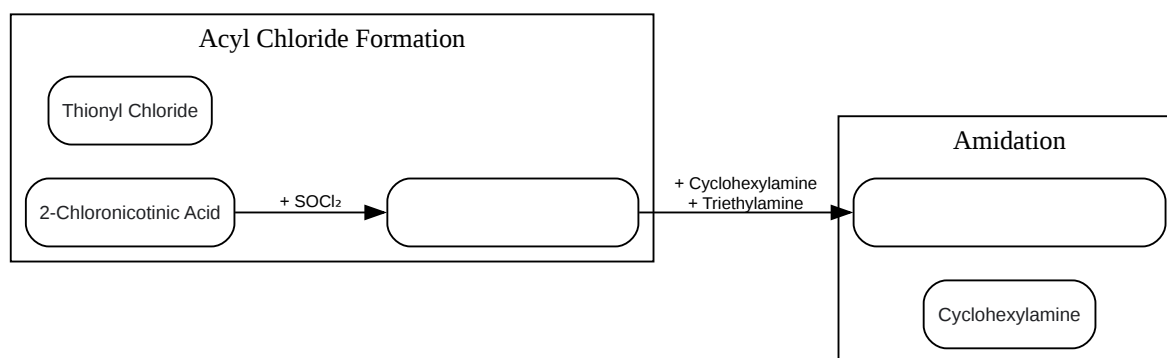 Acyl Chloride Formation
Thionyl Chloride
2-Chloronicotinic Acid
+ SOCl₂
+ Cyclohexylamine
+ Triethylamine
Amidation
Cyclohexylamine